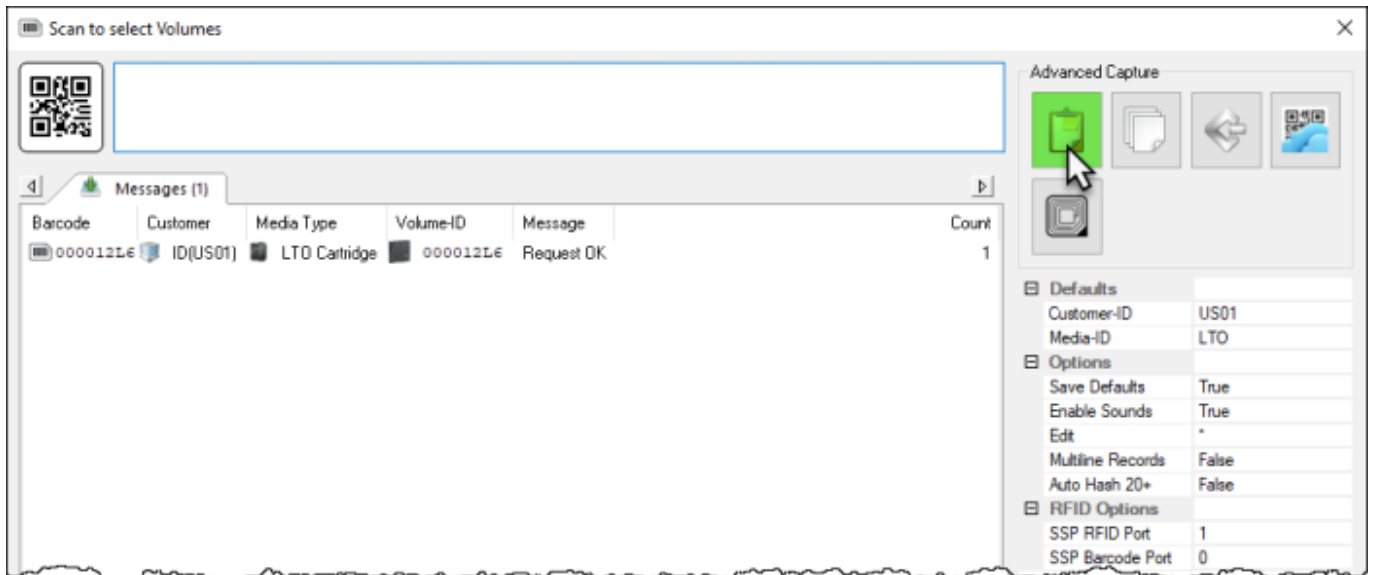 Scan to select Volumes
Advanced Capture
Messages (1)
Barcode Customer Media Type Volume-ID Message Count
000012L6 ID(US01) LTO Cartridge 000012L6 Request OK 1
Defaults
Customer-ID US01
Media-ID LTO
Options
Save Defaults True
Enable Sounds True
Edit *
Multiline Records False
Auto Hash 20+ False
RFID Options
SSP RFID Port 1
SSP Barcode Port 0